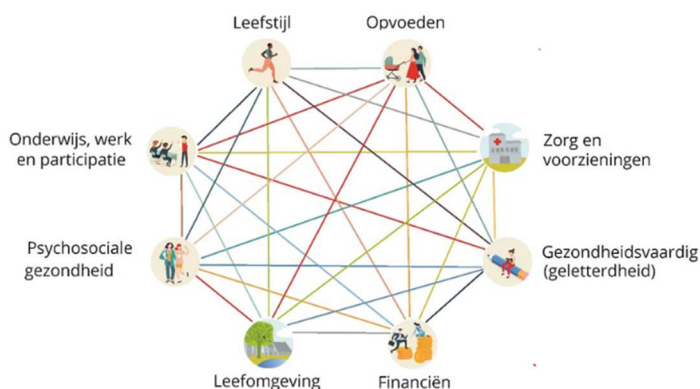 Leefstijl
Opvoeden
Onderwijs, werk
en participatie
Zorg en
voorzieningen
Psychosociale
gezondheid
Gezondheidsvaardig
(geletterdheid)
Leefomgeving
Financiën